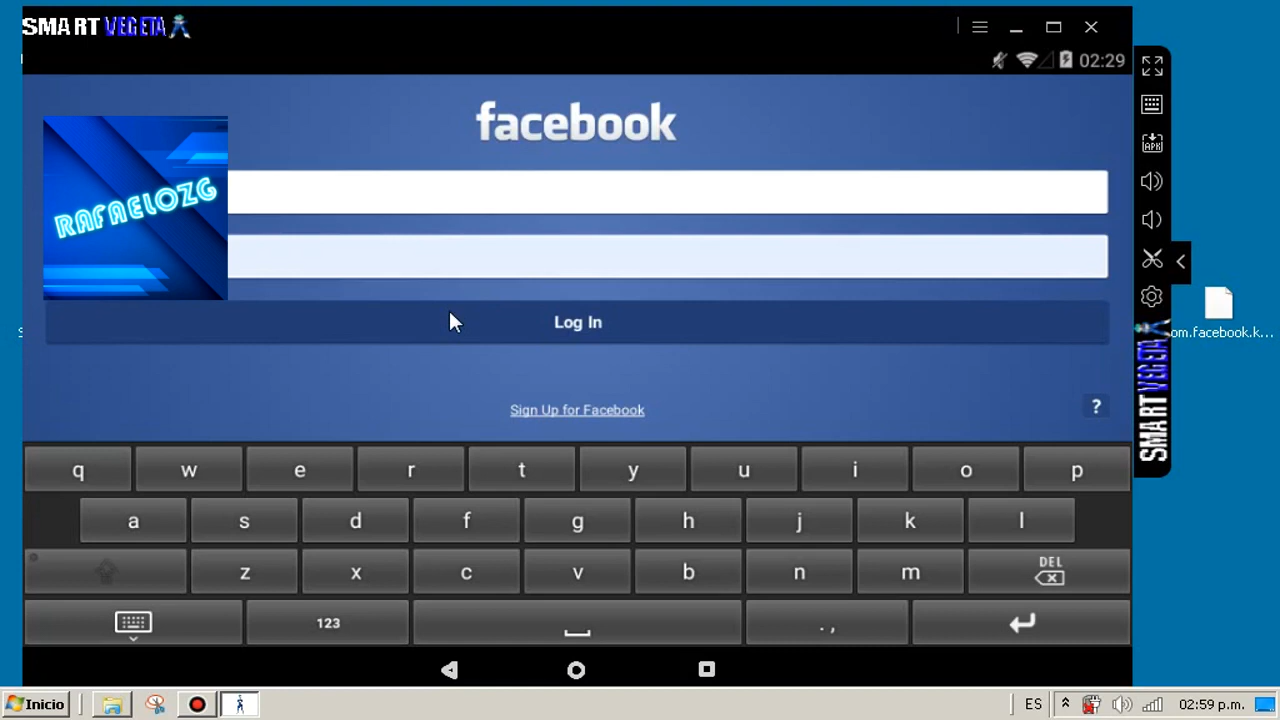 SMART VEGETA
02:29
facebook
RAFAELOZG
Log In
Sign Up for Facebook
?
q w e r t y u i o p
a s d f g h j k l
z x c v b n m DEL
123 . ,
APK
SMART VEGETA
om.facebook.k...
Inicio
ES
02:59 p.m.